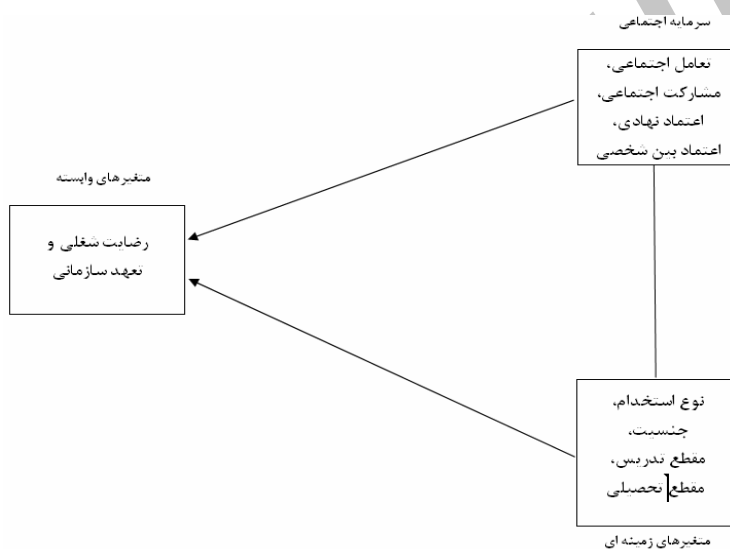 سرمایه اجتماعی
تعامل اجتماعی،
مشارکت اجتماعی،
اعتماد نهادی،
اعتماد بین شخصی
متغیرهای وابسته
رضایت شغلی و
تعهد سازمانی
نوع استخدام،
جنسیت،
مقطع تدریس،
مقطع تحصیلی
متغیرهای زمینه ای